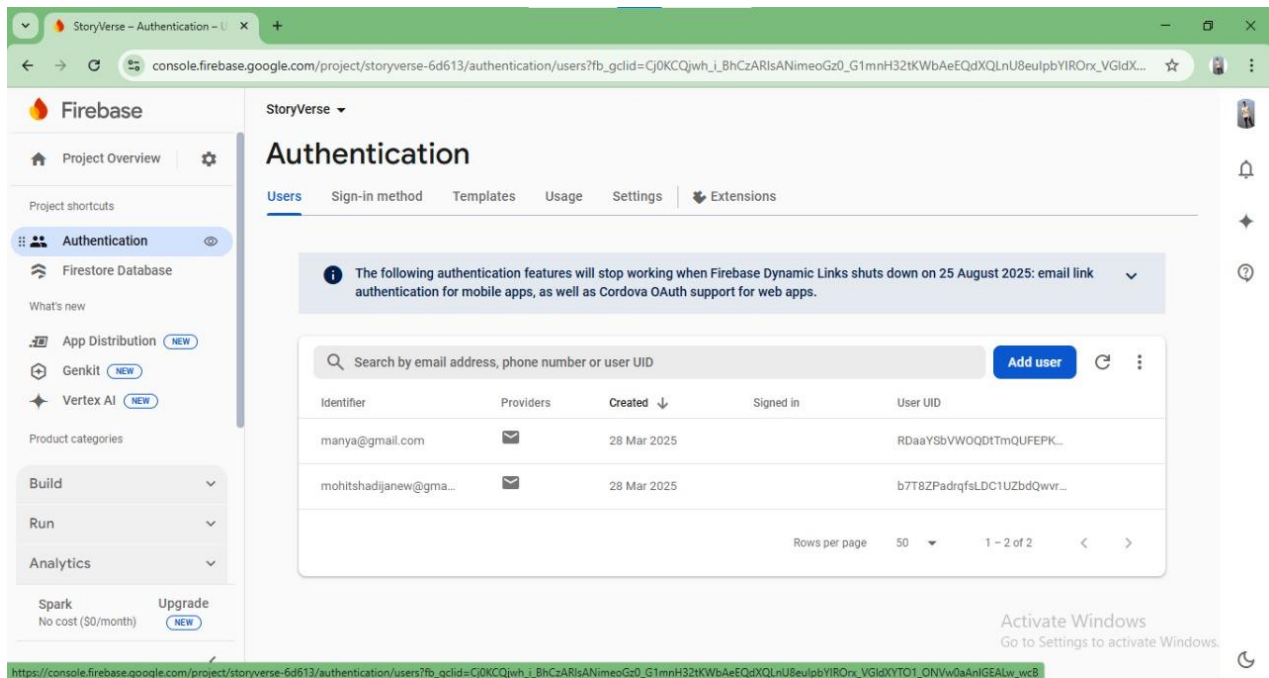 StoryVerse – Authentication – U
console.firebase.google.com/project/storyverse-6d613/authentication/users?fb_gclid=Cj0KCQjwh_i_BhCzARIsANimeoGz0_G1mnH32tKWbAeEQdXQLnU8eulpbYlROrx_VGldX...
Firebase
StoryVerse
Project Overview
Authentication
Users Sign-in method Templates Usage Settings Extensions
Project shortcuts
Authentication
Firestore Database
What's new
App Distribution NEW
Genkit NEW
Vertex AI NEW
Product categories
Build
Run
Analytics
Spark
No cost ($0/month)
Upgrade
NEW
The following authentication features will stop working when Firebase Dynamic Links shuts down on 25 August 2025: email link
authentication for mobile apps, as well as Cordova OAuth support for web apps.
Search by email address, phone number or user UID
Add user
Identifier Providers Created Signed in User UID
manya@gmail.com 28 Mar 2025 RDaaYSbVWOQDtTmQUFEPK...
mohitshadijanew@gma... 28 Mar 2025 b7T8ZPadrqfsLDC1UZbdQwvr...
Rows per page 50 1 – 2 of 2
Activate Windows
Go to Settings to activate Windows.
https://console.firebase.google.com/project/storyverse-6d613/authentication/users?fb_gclid=Cj0KCQjwh_i_BhCzARIsANimeoGz0_G1mnH32tKWbAeEQdXQLnU8eulpbYlROrx_VGldXYTO1_ONVw0aAnlGEALw_wcB